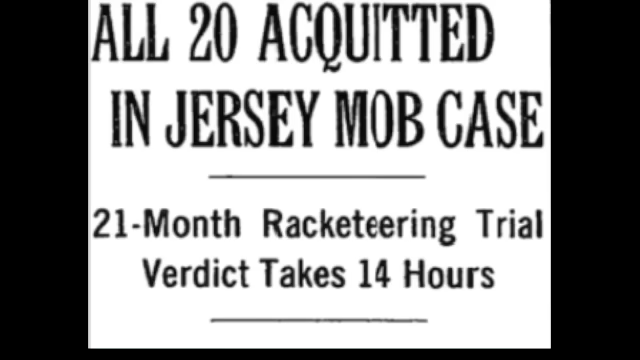 ALL 20 ACQUITTED
IN JERSEY MOB CASE
21-Month Racketeering Trial
Verdict Takes 14 Hours